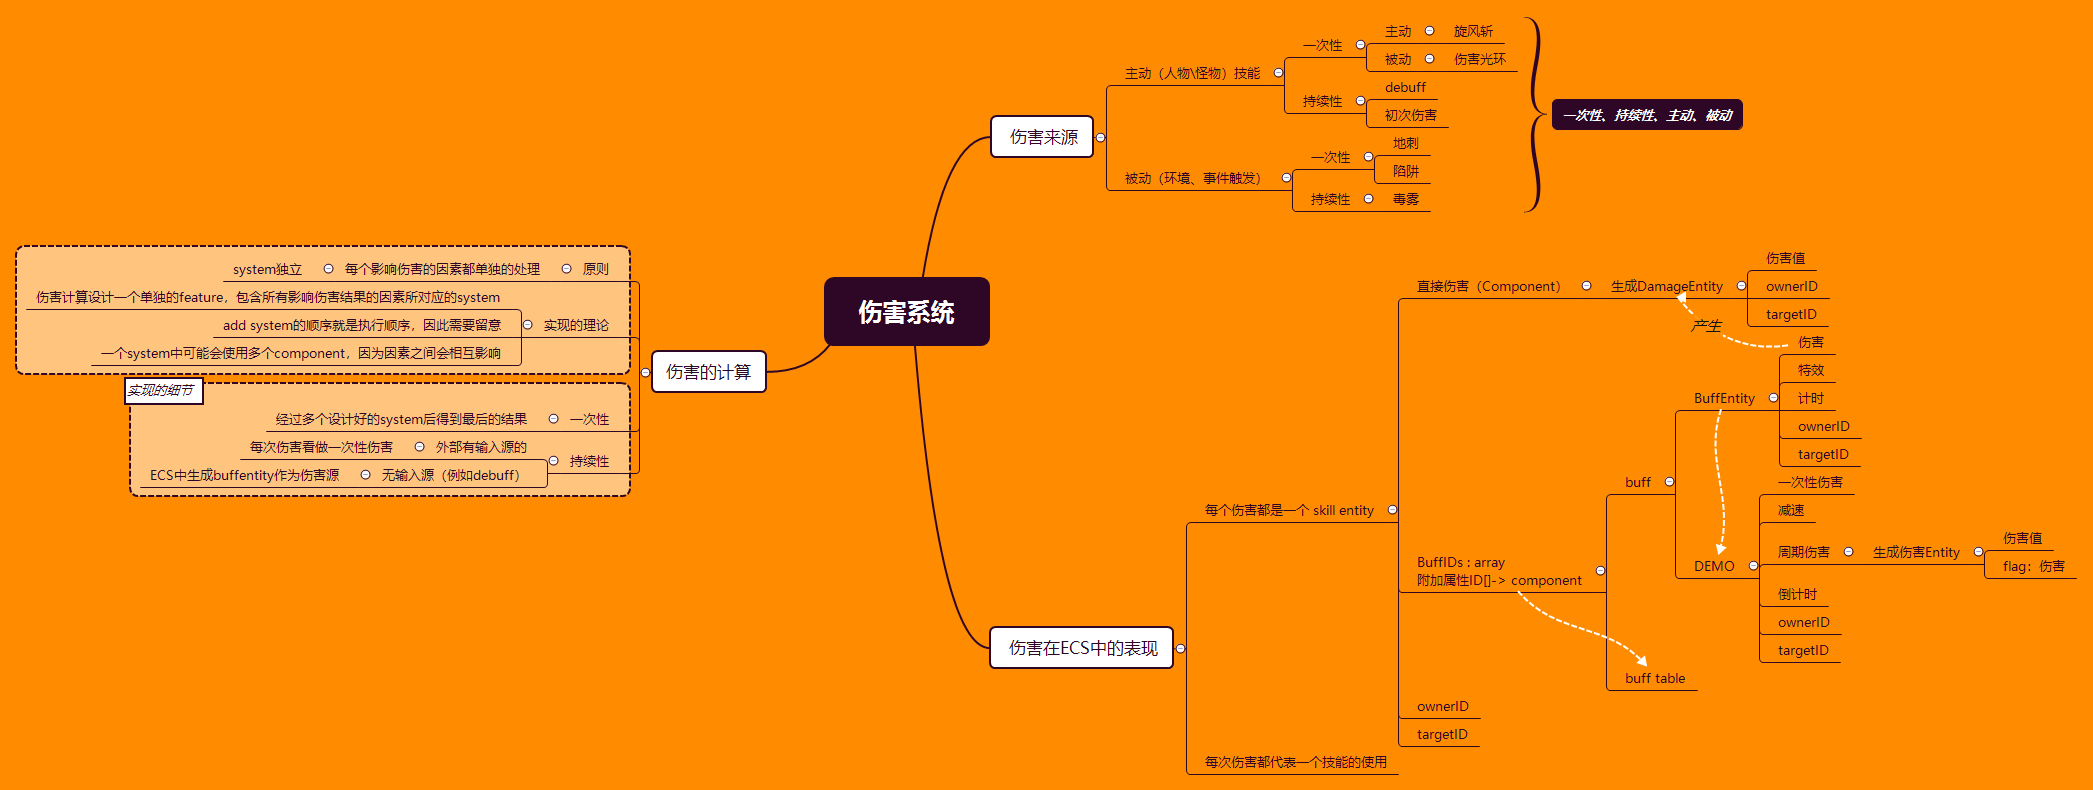 伤害系统
伤害来源
主动（人物\怪物）技能
一次性
主动
旋风斩
被动
伤害光环
持续性
debuff
初次伤害
被动（环境、事件触发）
一次性
地刺
陷阱
持续性
毒雾
一次性、持续性、主动、被动
伤害的计算
原则
每个影响伤害的因素都单独的处理
system独立
实现的理论
伤害计算设计一个单独的feature，包含所有影响伤害结果的因素所对应的system
add system的顺序就是执行顺序，因此需要留意
一个system中可能会使用多个component，因为因素之间会相互影响
实现的细节
一次性
经过多个设计好的system后得到最后的结果
持续性
外部有输入源的
每次伤害看做一次性伤害
无输入源（例如debuff）
ECS中生成buffentity作为伤害源
伤害在ECS中的表现
每个伤害都是一个 skill entity
直接伤害（Component）
生成DamageEntity
伤害值
ownerID
targetID
产生
BuffIDs : array
附加属性ID[]-> component
buff
BuffEntity
伤害
特效
计时
ownerID
targetID
DEMO
一次性伤害
减速
周期伤害
生成伤害Entity
伤害值
flag：伤害
倒计时
ownerID
targetID
buff table
ownerID
targetID
每次伤害都代表一个技能的使用